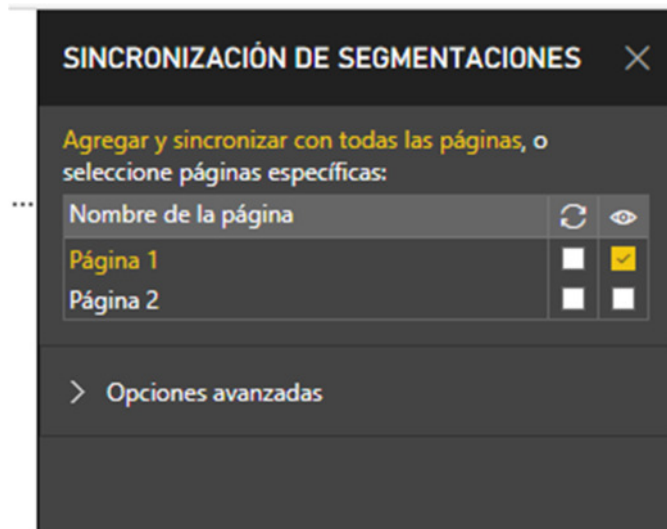 SINCRONIZACIÓN DE SEGMENTACIONES
Agregar y sincronizar con todas las páginas, o
seleccione páginas específicas:
Nombre de la página
Página 1
Página 2
Opciones avanzadas